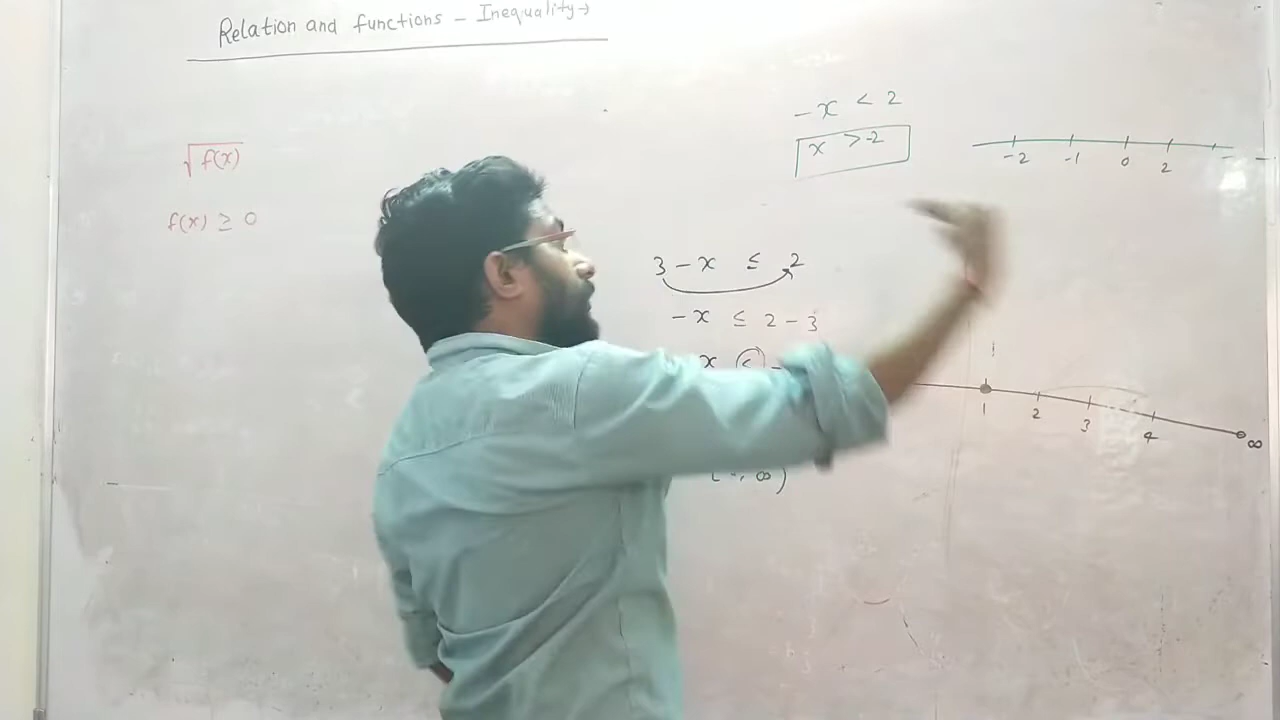 Relation and functions - Inequality →
√f(x)
f(x) ≥ 0
- x < 2
x > -2
-2 -1 0 2
3 - x ≤ 2
- x ≤ 2 - 3
x ≤ -
1
1 2 3 4 ∞
∞)